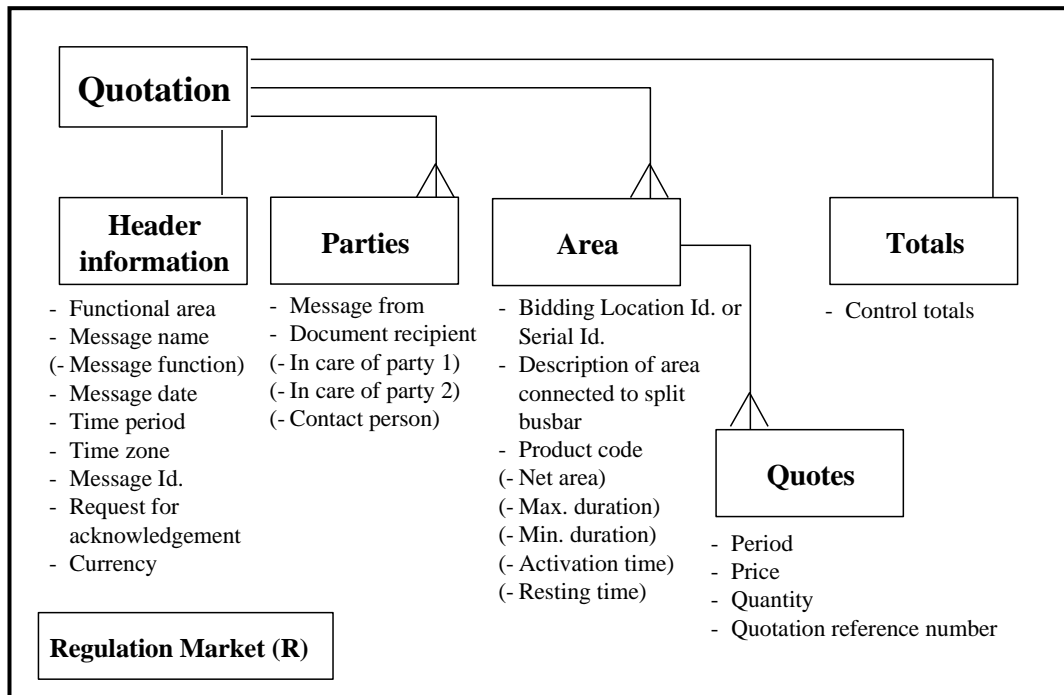 Quotation
Header
information
- Functional area
- Message name
(- Message function)
- Message date
- Time period
- Time zone
- Message Id.
- Request for
acknowledgement
- Currency
Parties
- Message from
- Document recipient
(- In care of party 1)
(- In care of party 2)
(- Contact person)
Area
- Bidding Location Id. or
Serial Id.
- Description of area
connected to split
busbar
- Product code
(- Net area)
(- Max. duration)
(- Min. duration)
(- Activation time)
(- Resting time)
Quotes
- Period
- Price
- Quantity
- Quotation reference number
Totals
- Control totals
Regulation Market (R)